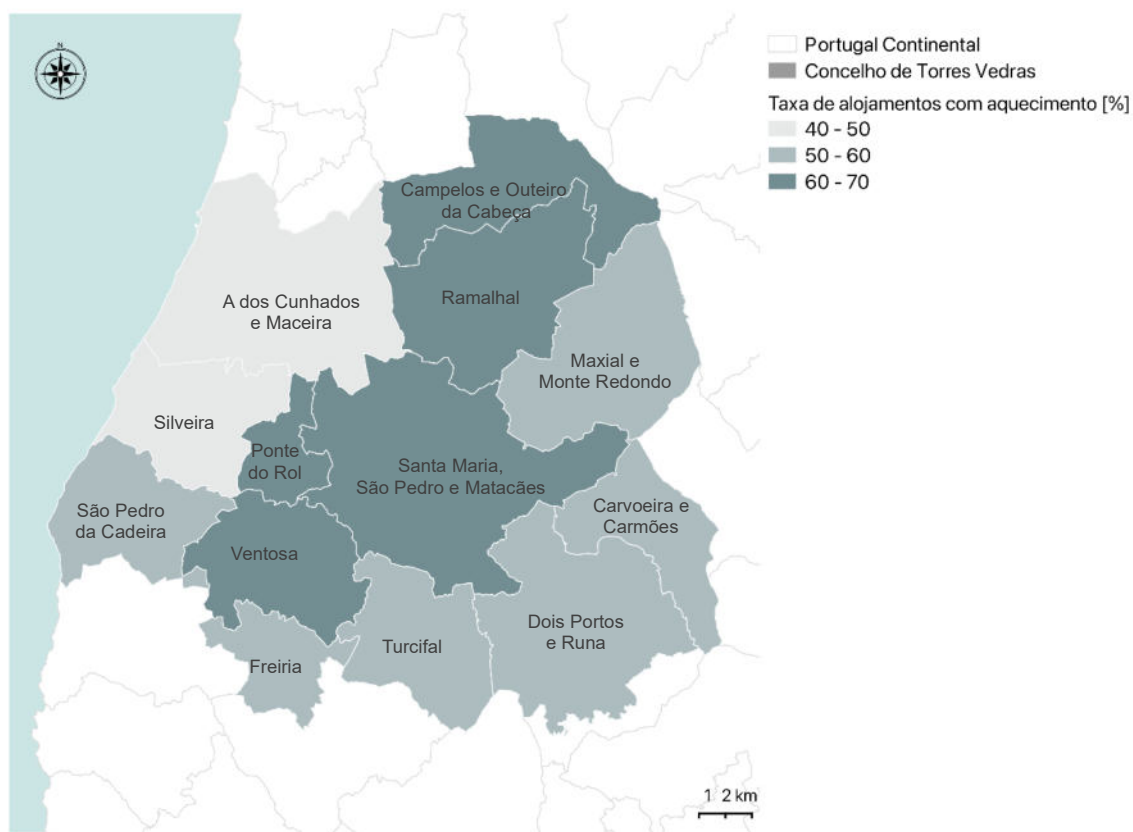 N
Portugal Continental
Concelho de Torres Vedras
Taxa de alojamentos com aquecimento [%]
40 - 50
50 - 60
60 - 70
Campelos e Outeiro
da Cabeça
Ramalhal
A dos Cunhados
e Maceira
Maxial e
Monte Redondo
Silveira
Ponte
do Rol
Santa Maria,
São Pedro e Matacães
São Pedro
da Cadeira
Carvoeira e
Carmões
Ventosa
Dois Portos
e Runa
Turcifal
Freiria
1 2 km